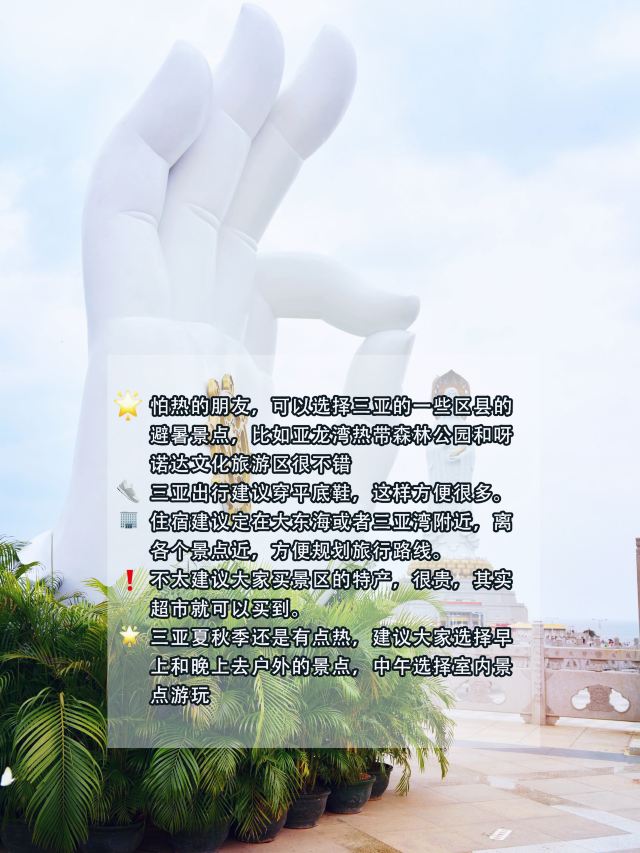 🌟怕热的朋友，可以选择三亚的一些区县的
避暑景点，比如亚龙湾热带森林公园和呀
诺达文化旅游区很不错
👟三亚出行建议穿平底鞋，这样方便很多。
🏢住宿建议定在大东海或者三亚湾附近，离
各个景点近，方便规划旅行路线。
❗不太建议大家买景区的特产，很贵，其实
超市就可以买到。
🌟三亚夏秋季还是有点热，建议大家选择早
上和晚上去户外的景点，中午选择室内景
点游玩